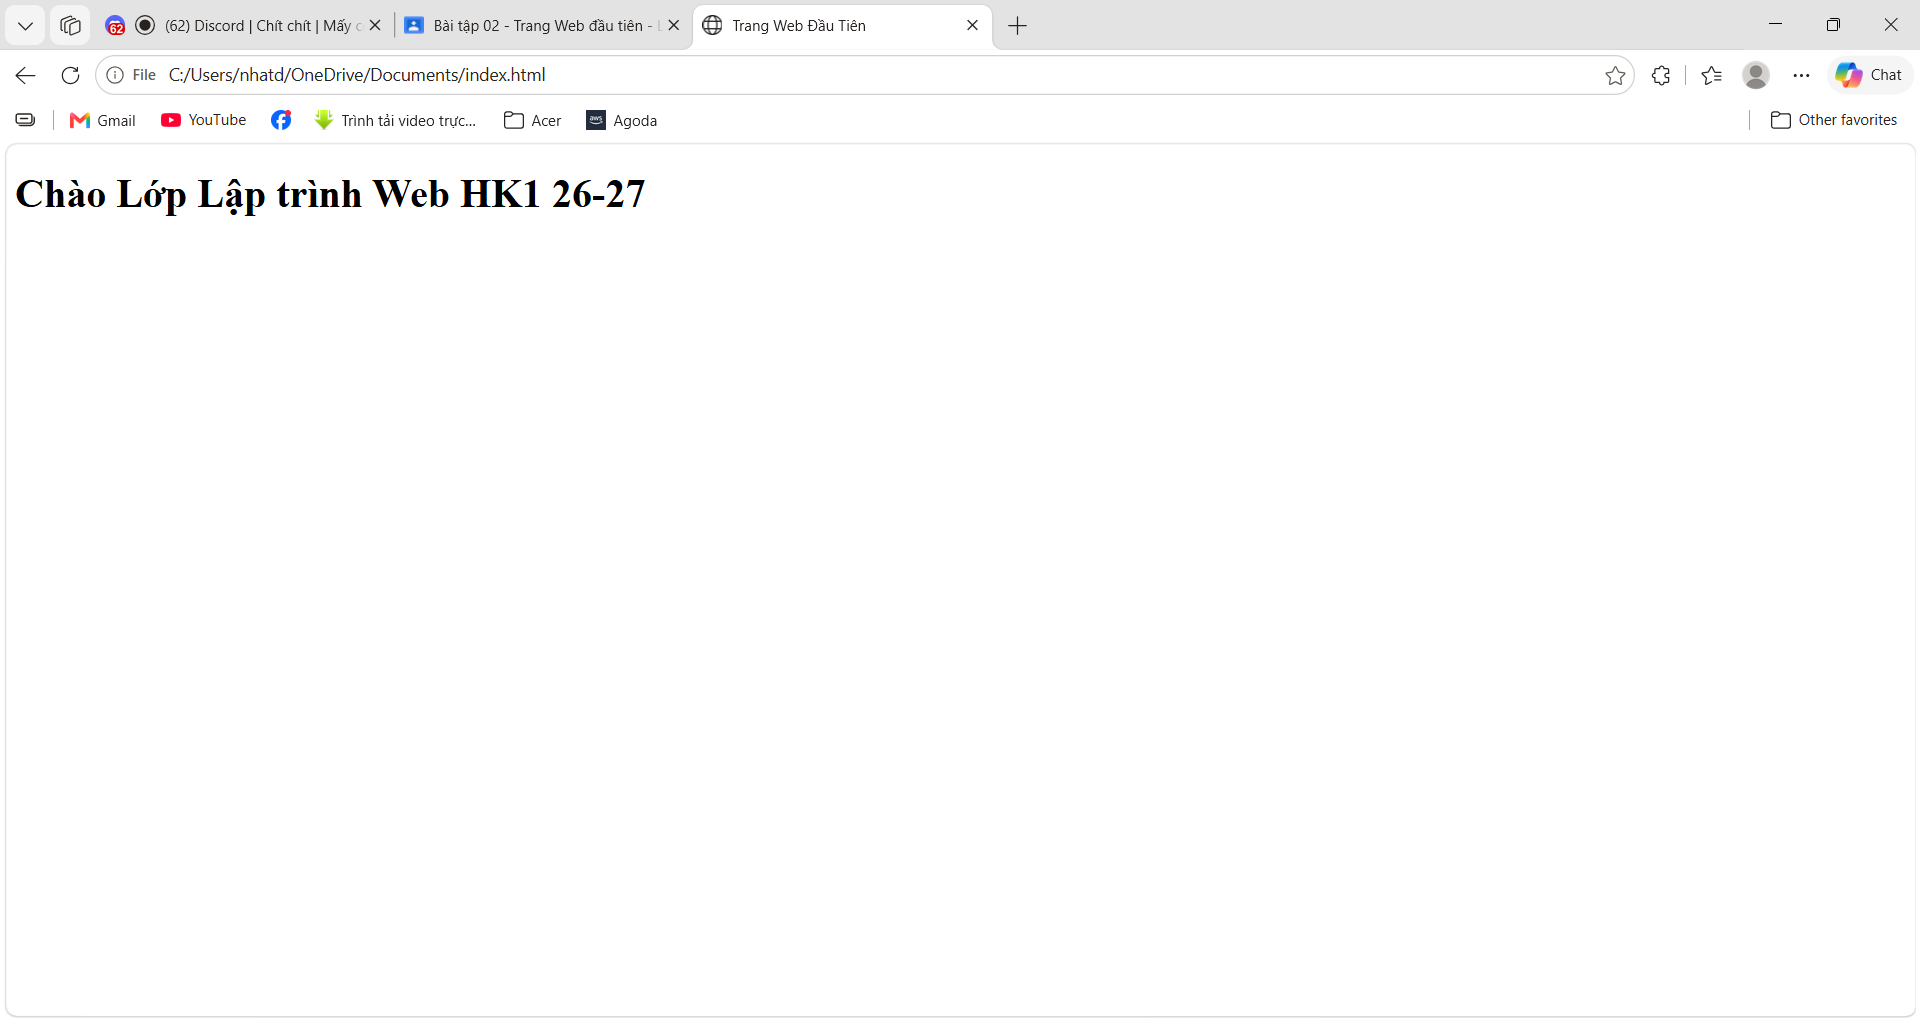 62
(62) Discord | Chít chít | Mấy
Bài tập 02 - Trang Web đầu tiên -
Trang Web Đầu Tiên
File C:/Users/nhatd/OneDrive/Documents/index.html
Chat
Gmail
YouTube
Trình tải video trực...
Acer
aws
Agoda
Other favorites
Chào Lớp Lập trình Web HK1 26-27